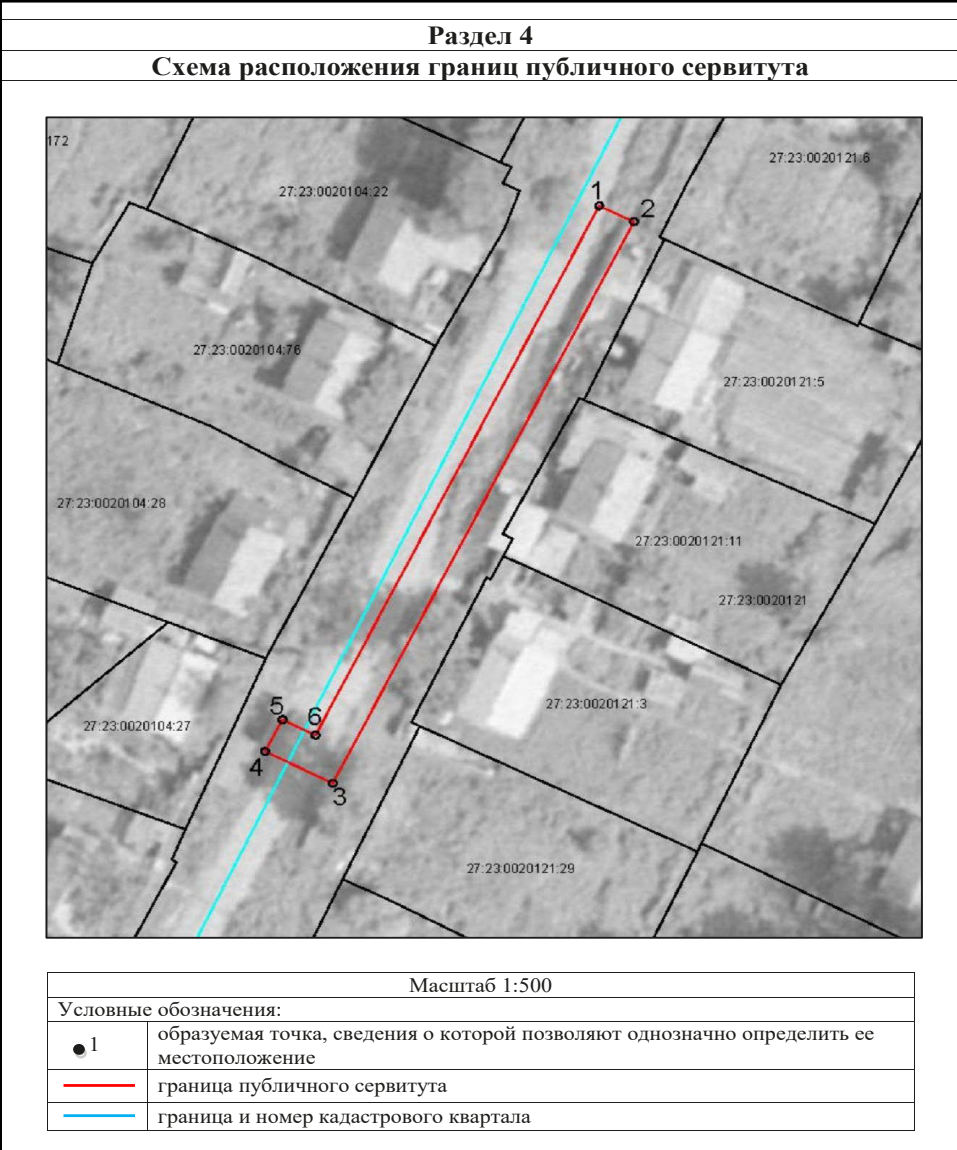 Раздел 4
Схема расположения границ публичного сервитута
172
27:23:0020121:6
27:23:0020104:22
1
2
27:23:0020104:76
27:23:0020121:5
27:23:0020104:28
27:23:0020121:11
27:23:0020121
27:23:0020121:3
5
6
27:23:0020104:27
4
3
27:23:0020121:29
Масштаб 1:500
Условные обозначения:
1
образуемая точка, сведения о которой позволяют однозначно определить ее
местоположение
граница публичного сервитута
граница и номер кадастрового квартала